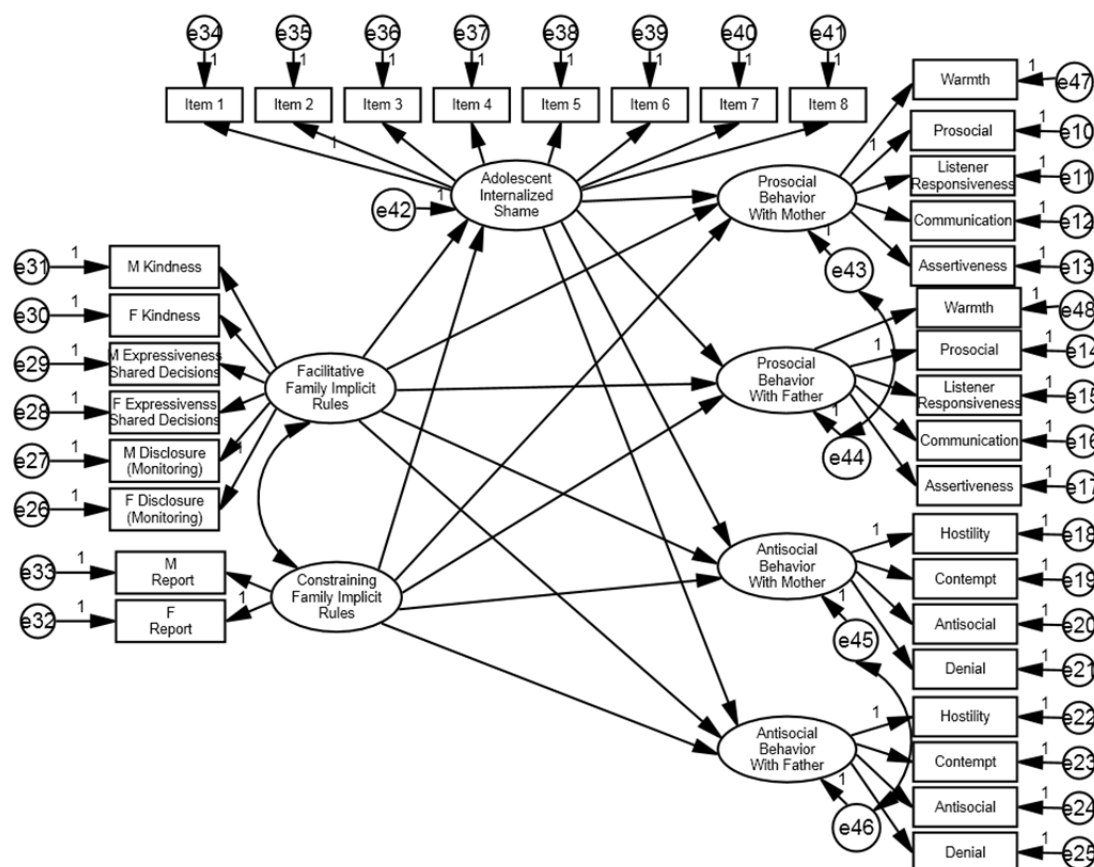 e34 e35 e36 e37 e38 e39 e40 e41
1 1 1 1 1 1 1 1
Item 1 Item 2 Item 3 Item 4 Item 5 Item 6 Item 7 Item 8
1
Adolescent
Internalized
Shame
e42
1
Prosocial
Behavior
With Mother
1
e43
1
Warmth
1
e47
Prosocial
1
e10
Listener
Responsiveness
1
e11
Communication
1
e12
Assertiveness
1
e13
e31
1
M Kindness
e30
1
F Kindness
e29
1
M Expressiveness
Shared Decisions
e28
1
F Expressivenss
Shared Decisions
e27
1
M Disclosure
(Monitoring)
1
e26
1
F Disclosure
(Monitoring)
Facilitative
Family Implicit
Rules
Prosocial
Behavior
With Father
1
e44
1
Warmth
1
e48
Prosocial
1
e14
Listener
Responsiveness
1
e15
Communication
1
e16
Assertiveness
1
e17
e33
1
M
Report
e32
1
F
Report
1
Constraining
Family Implicit
Rules
Antisocial
Behavior
With Mother
1
e45
1
Hostility
1
e18
Contempt
1
e19
Antisocial
1
e20
Denial
1
e21
Antisocial
Behavior
With Father
1
e46
1
Hostility
1
e22
Contempt
1
e23
Antisocial
1
e24
Denial
1
e25